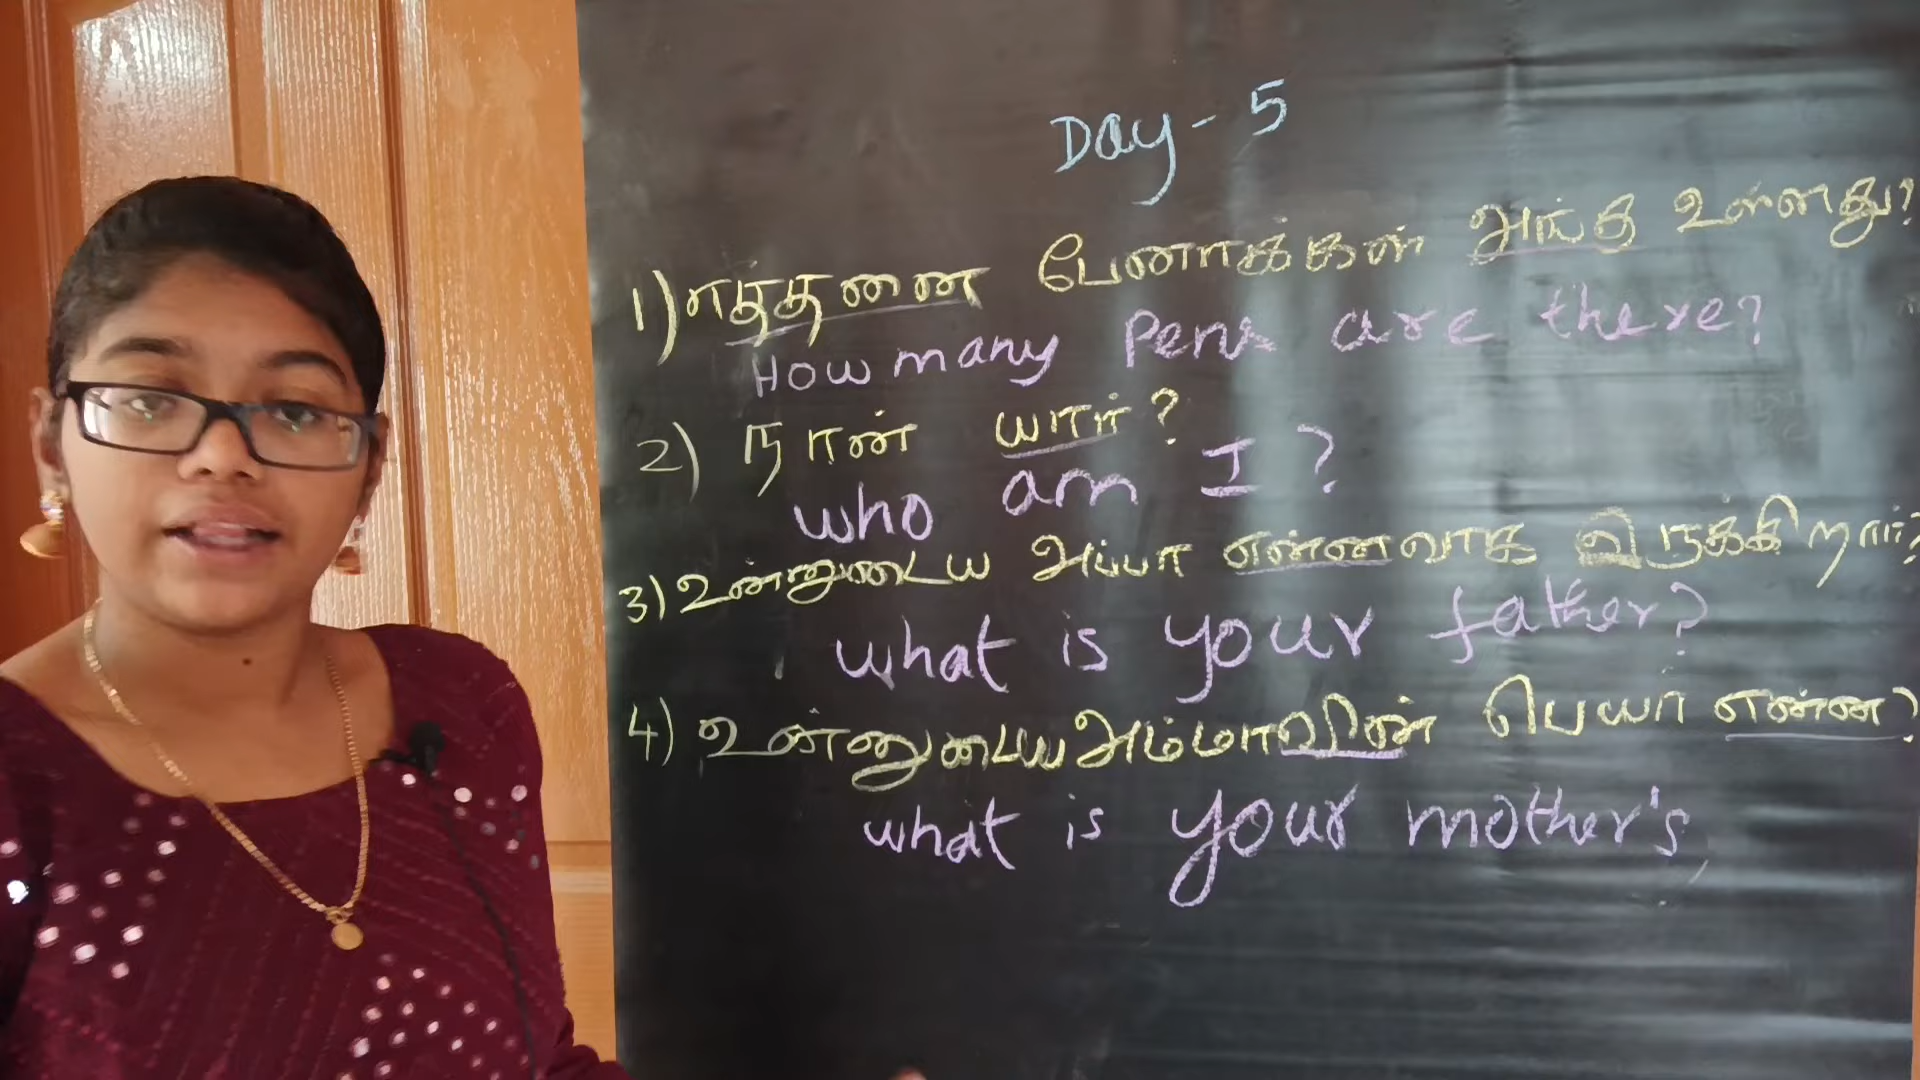 Day - 5
1) எத்தனை பேனாக்கள் அங்கு உள்ளது?
How many Pens are there?
2) நான் யார்?
who am I ?
3) உன்னுடைய அப்பா என்னவாக இருக்கிறார்?
what is your father?
4) உன்னுடைய அம்மாவின் பெயர் என்ன?
what is your mother's